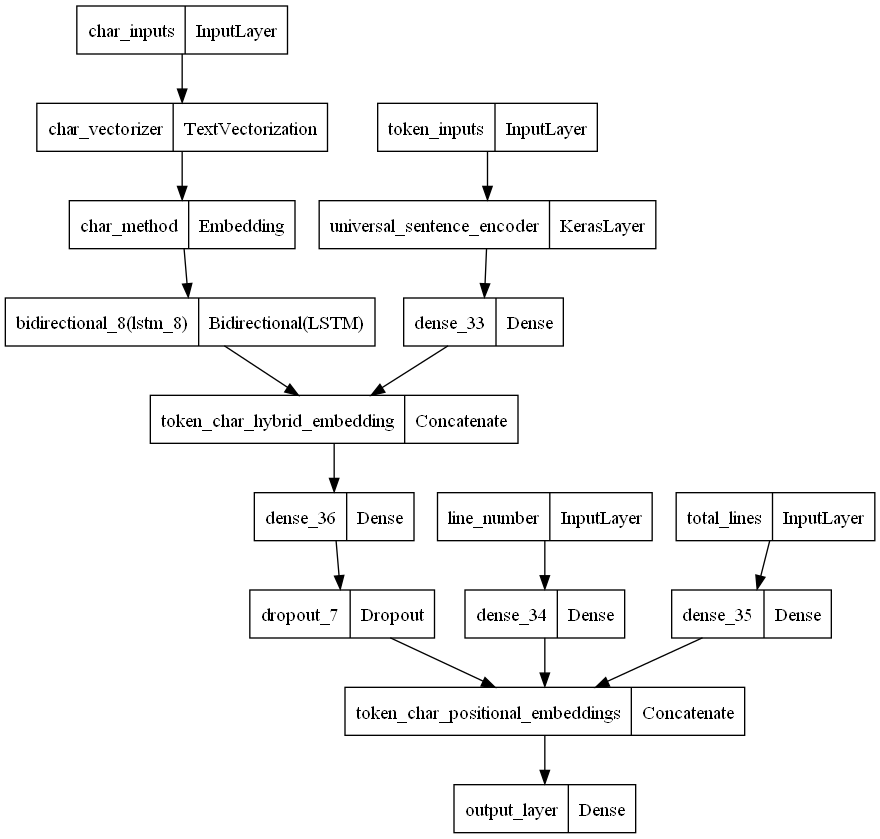 char_inputs InputLayer
char_vectorizer TextVectorization
token_inputs InputLayer
char_method Embedding
universal_sentence_encoder KerasLayer
bidirectional_8(lstm_8) Bidirectional(LSTM)
dense_33 Dense
token_char_hybrid_embedding Concatenate
dense_36 Dense
line_number InputLayer
total_lines InputLayer
dropout_7 Dropout
dense_34 Dense
dense_35 Dense
token_char_positional_embeddings Concatenate
output_layer Dense